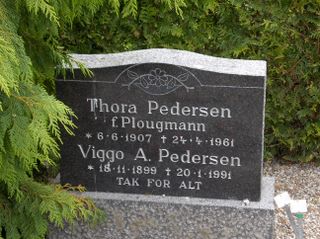 Thora Pedersen
f. Plougmann
* 6 - 6 - 1907 † 24 - 4 - 1961
Viggo A. Pedersen
* 18 - 11 - 1899 † 20 - 1 - 1991
TAK FOR ALT